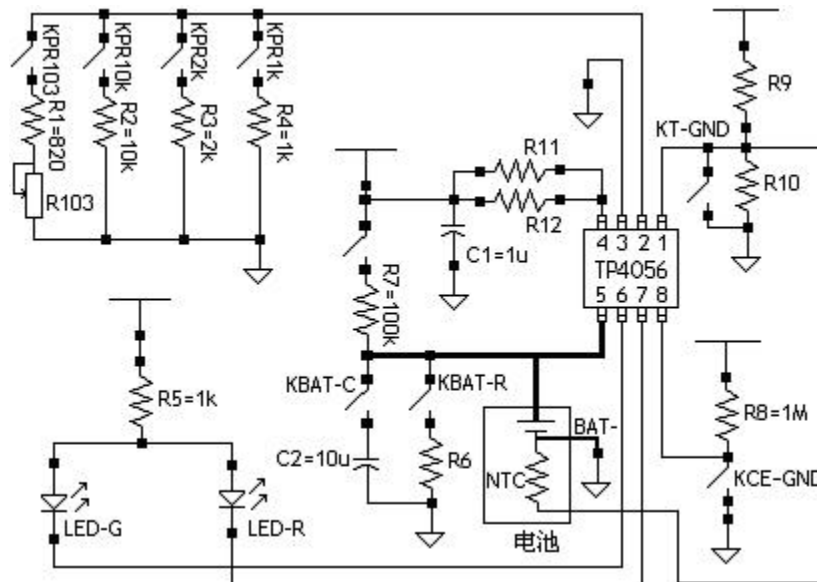 KPR103
KPR10k
KPR2k
KPR1k
R1=820
R2=10k
R3=2k
R4=1k
R103
R11
R12
C1=1u
R7=100k
R9
KT-GND
R10
4 3 2 1
TP4056
5 6 7 8
R5=1k
LED-G
LED-R
KBAT-C
KBAT-R
C2=10u
R6
BAT-
NTC
电池
R8=1M
KCE-GND